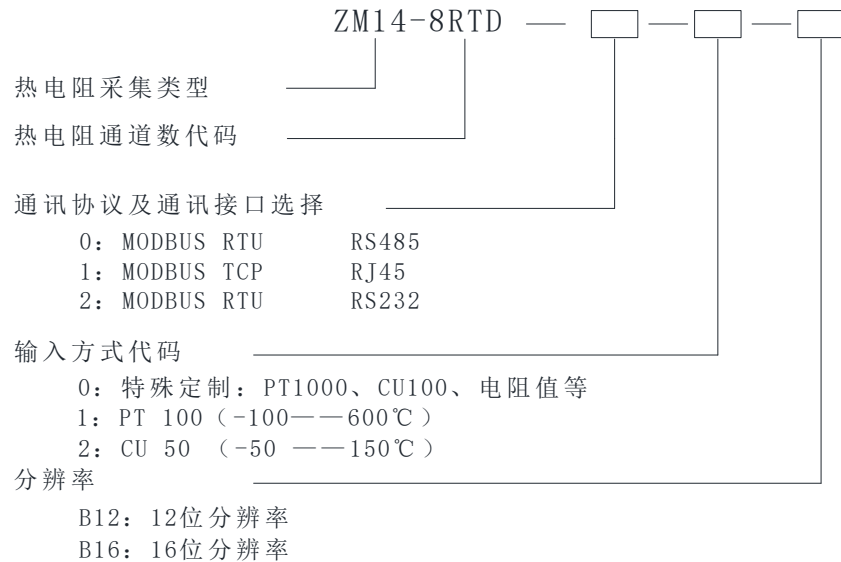 ZM14-8RTD — □ — □ — □
热电阻采集类型
热电阻通道数代码
通讯协议及通讯接口选择
0：MODBUS RTU RS485
1：MODBUS TCP RJ45
2：MODBUS RTU RS232
输入方式代码
0：特殊定制：PT1000、CU100、电阻值等
1：PT 100（-100——600℃）
2：CU 50 （-50 ——150℃）
分辨率
B12：12位分辨率
B16：16位分辨率